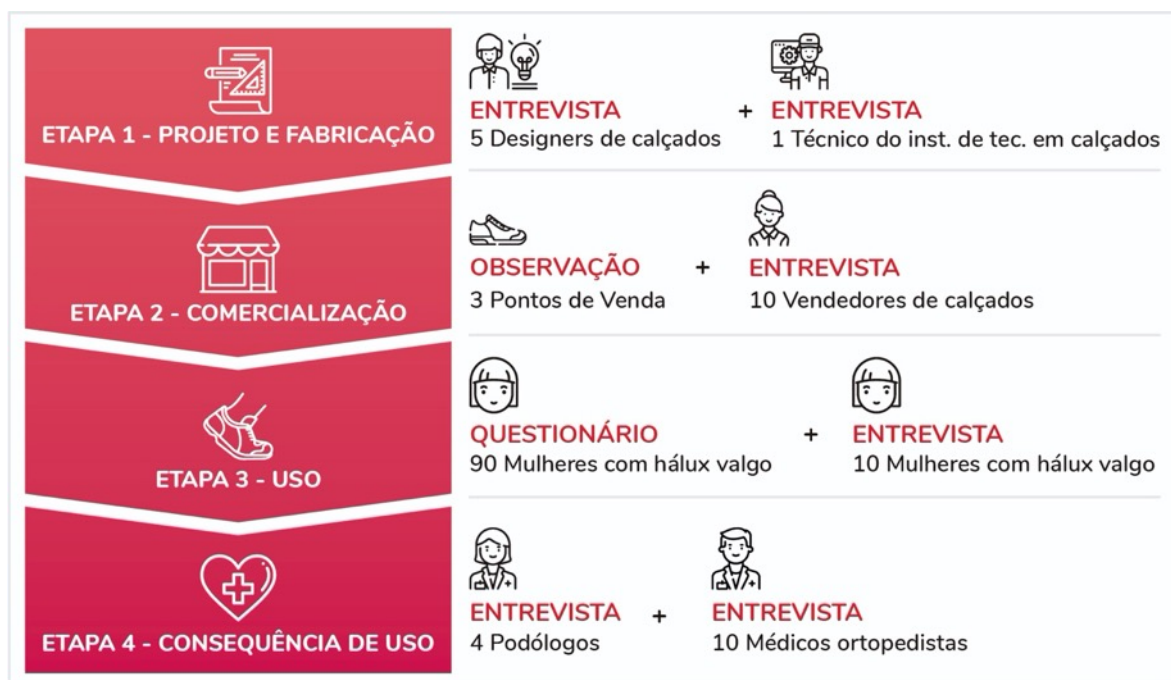 ETAPA 1 - PROJETO E FABRICAÇÃO
ENTREVISTA + ENTREVISTA
5 Designers de calçados 1 Técnico do inst. de tec. em calçados
ETAPA 2 - COMERCIALIZAÇÃO
OBSERVAÇÃO + ENTREVISTA
3 Pontos de Venda 10 Vendedores de calçados
ETAPA 3 - USO
QUESTIONÁRIO + ENTREVISTA
90 Mulheres com hálux valgo 10 Mulheres com hálux valgo
ETAPA 4 - CONSEQUÊNCIA DE USO
ENTREVISTA + ENTREVISTA
4 Podólogos 10 Médicos ortopedistas